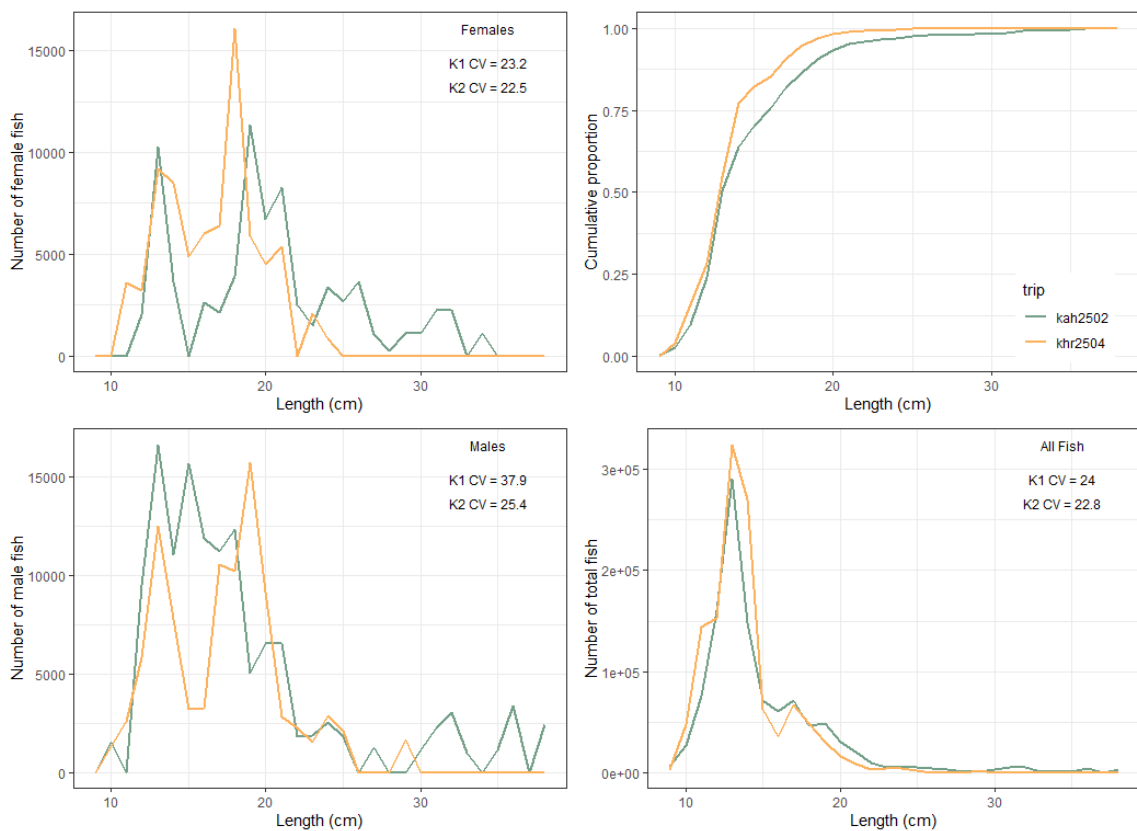 Females
K1 CV = 23.2
K2 CV = 22.5
Number of female fish
15000
10000
5000
0
10
20
30
Length (cm)
Cumulative proportion
1.00
0.75
0.50
0.25
0.00
10
20
30
Length (cm)
trip
kah2502
khr2504
Males
K1 CV = 37.9
K2 CV = 25.4
Number of male fish
15000
10000
5000
0
10
20
30
Length (cm)
All Fish
K1 CV = 24
K2 CV = 22.8
Number of total fish
3e+05
2e+05
1e+05
0e+00
10
20
30
Length (cm)